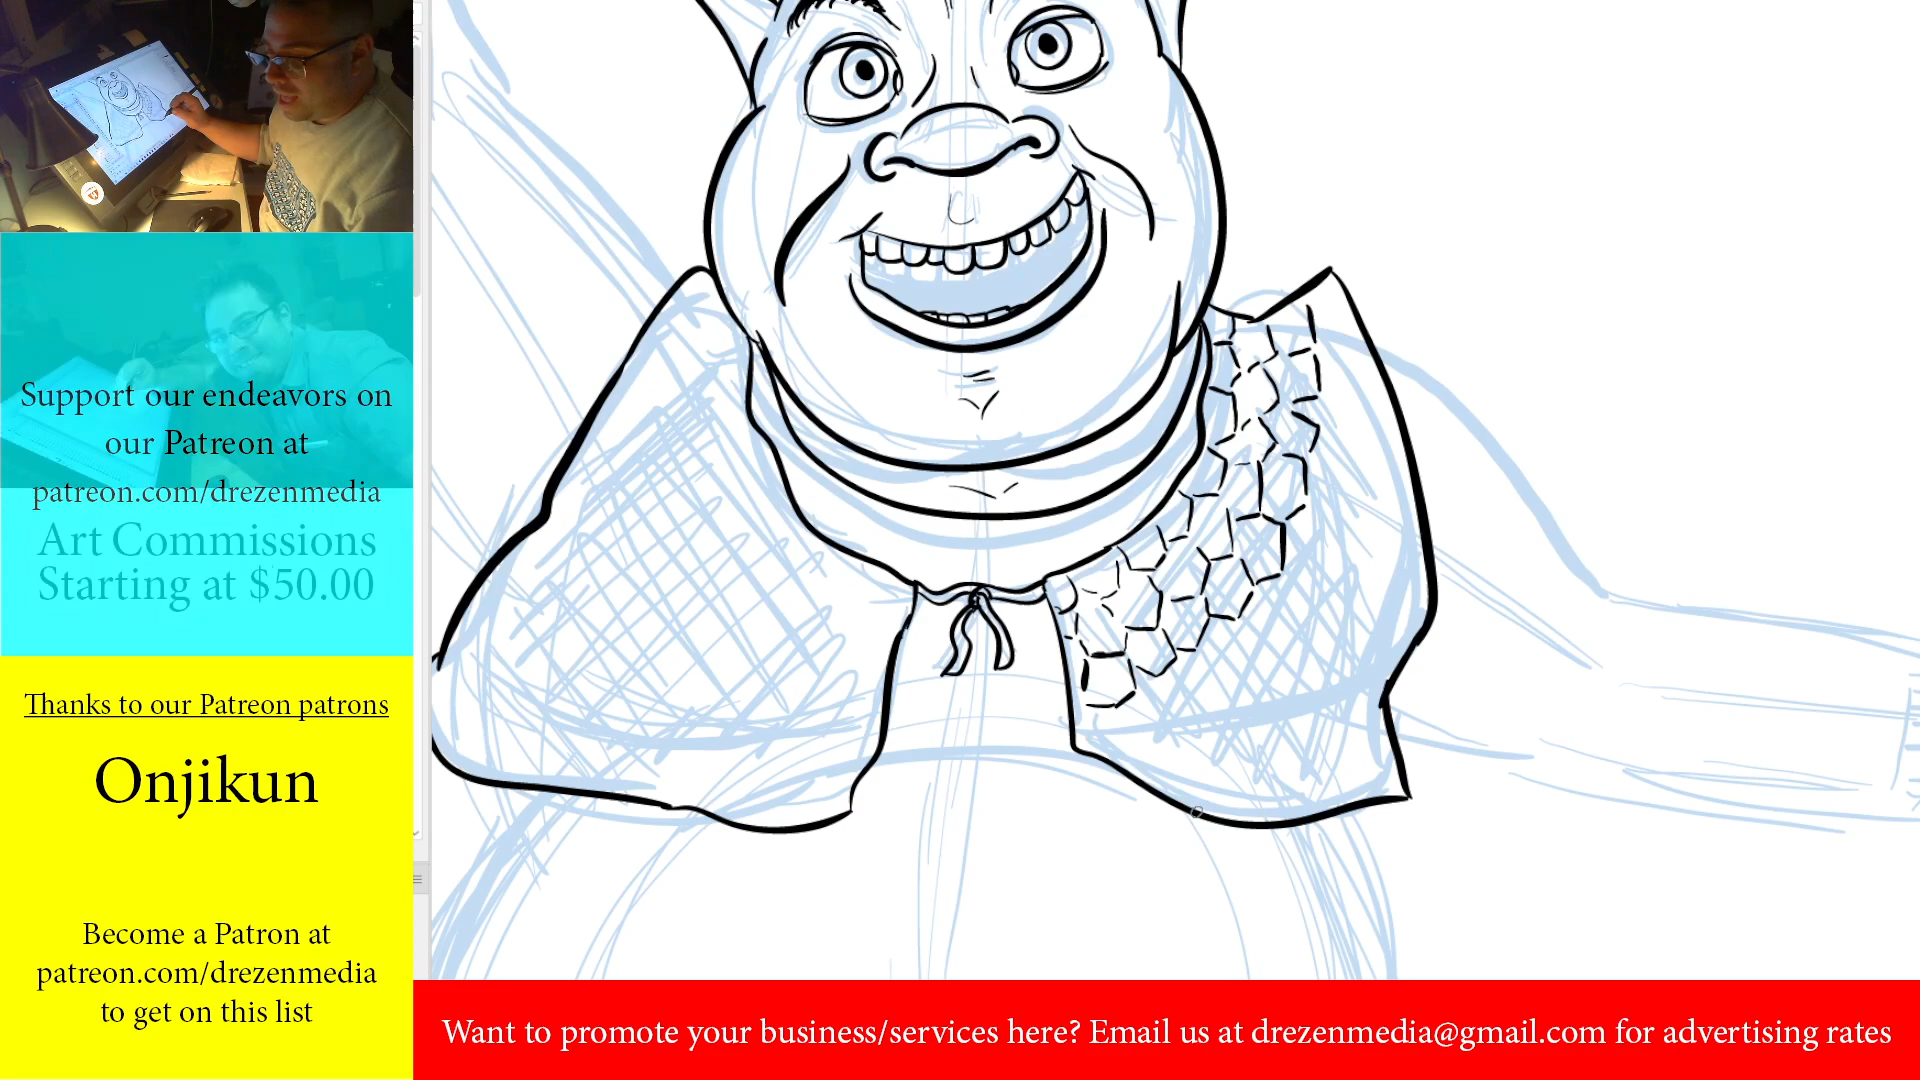 Support our endeavors on
our Patreon at
patreon.com/drezenmedia
Art Commissions
Starting at $50.00
Thanks to our Patreon patrons
Onjikun
Become a Patron at
patreon.com/drezenmedia
to get on this list
Want to promote your business/services here? Email us at drezenmedia@gmail.com for advertising rates